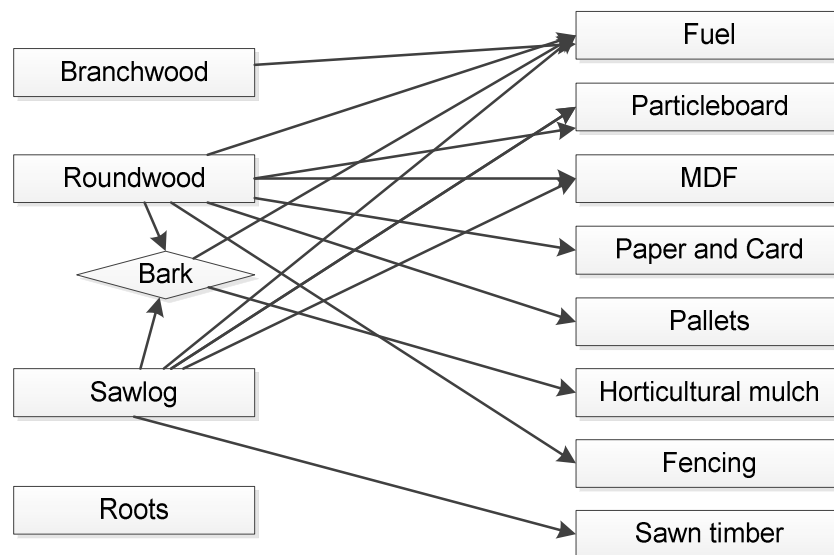 Branchwood
Roundwood
Bark
Sawlog
Roots
Fuel
Particleboard
MDF
Paper and Card
Pallets
Horticultural mulch
Fencing
Sawn timber